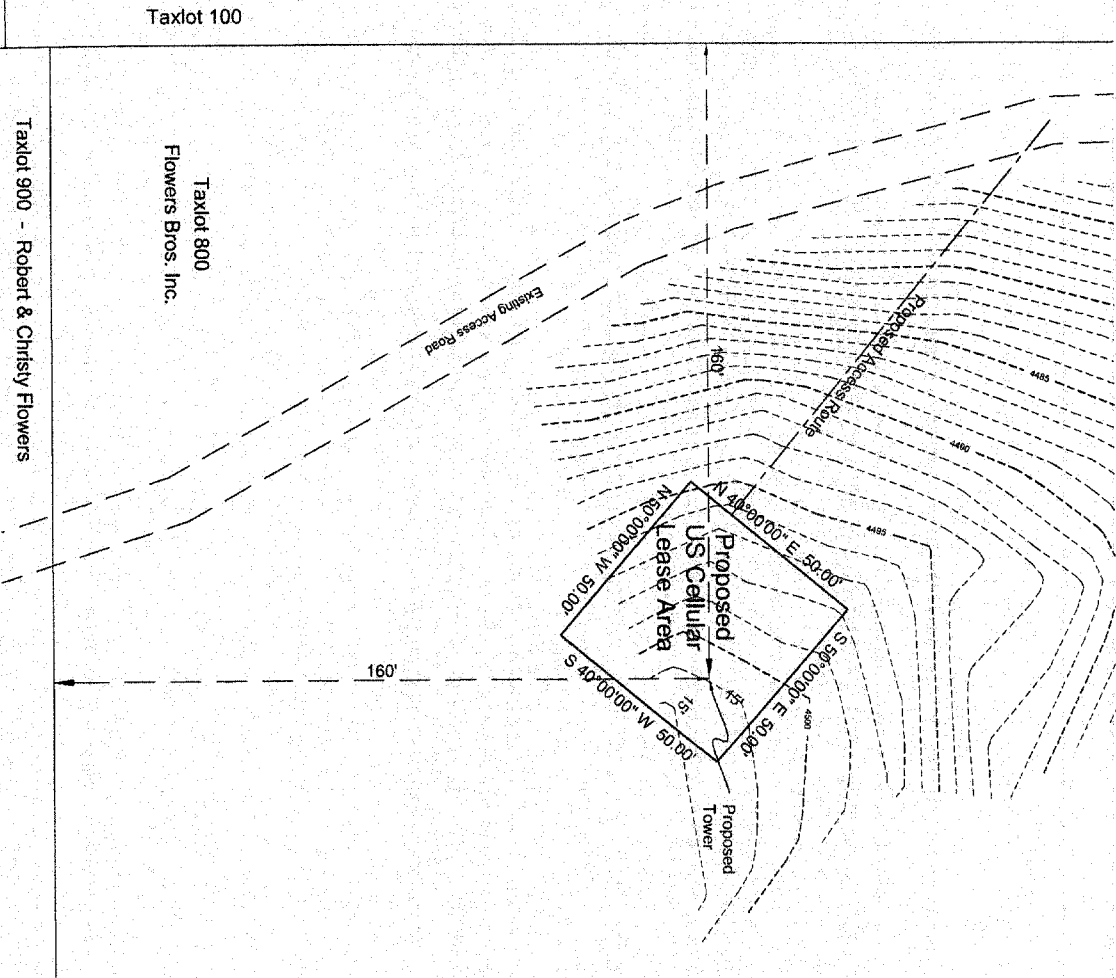 Taxlot 100
Taxlot 900 - Robert & Christy Flowers
Taxlot 800
Flowers Bros. Inc.
Existing Access Road
160'
Proposed Access Route
4485
4490
4495
4500
N 40°00'00" E 50.00'
S 50°00'00" E 50.00'
S 40°00'00" W 50.00'
N 50°00'00" W 50.00'
Proposed
US Cellular
Lease Area
15'
15'
160'
Proposed
Tower